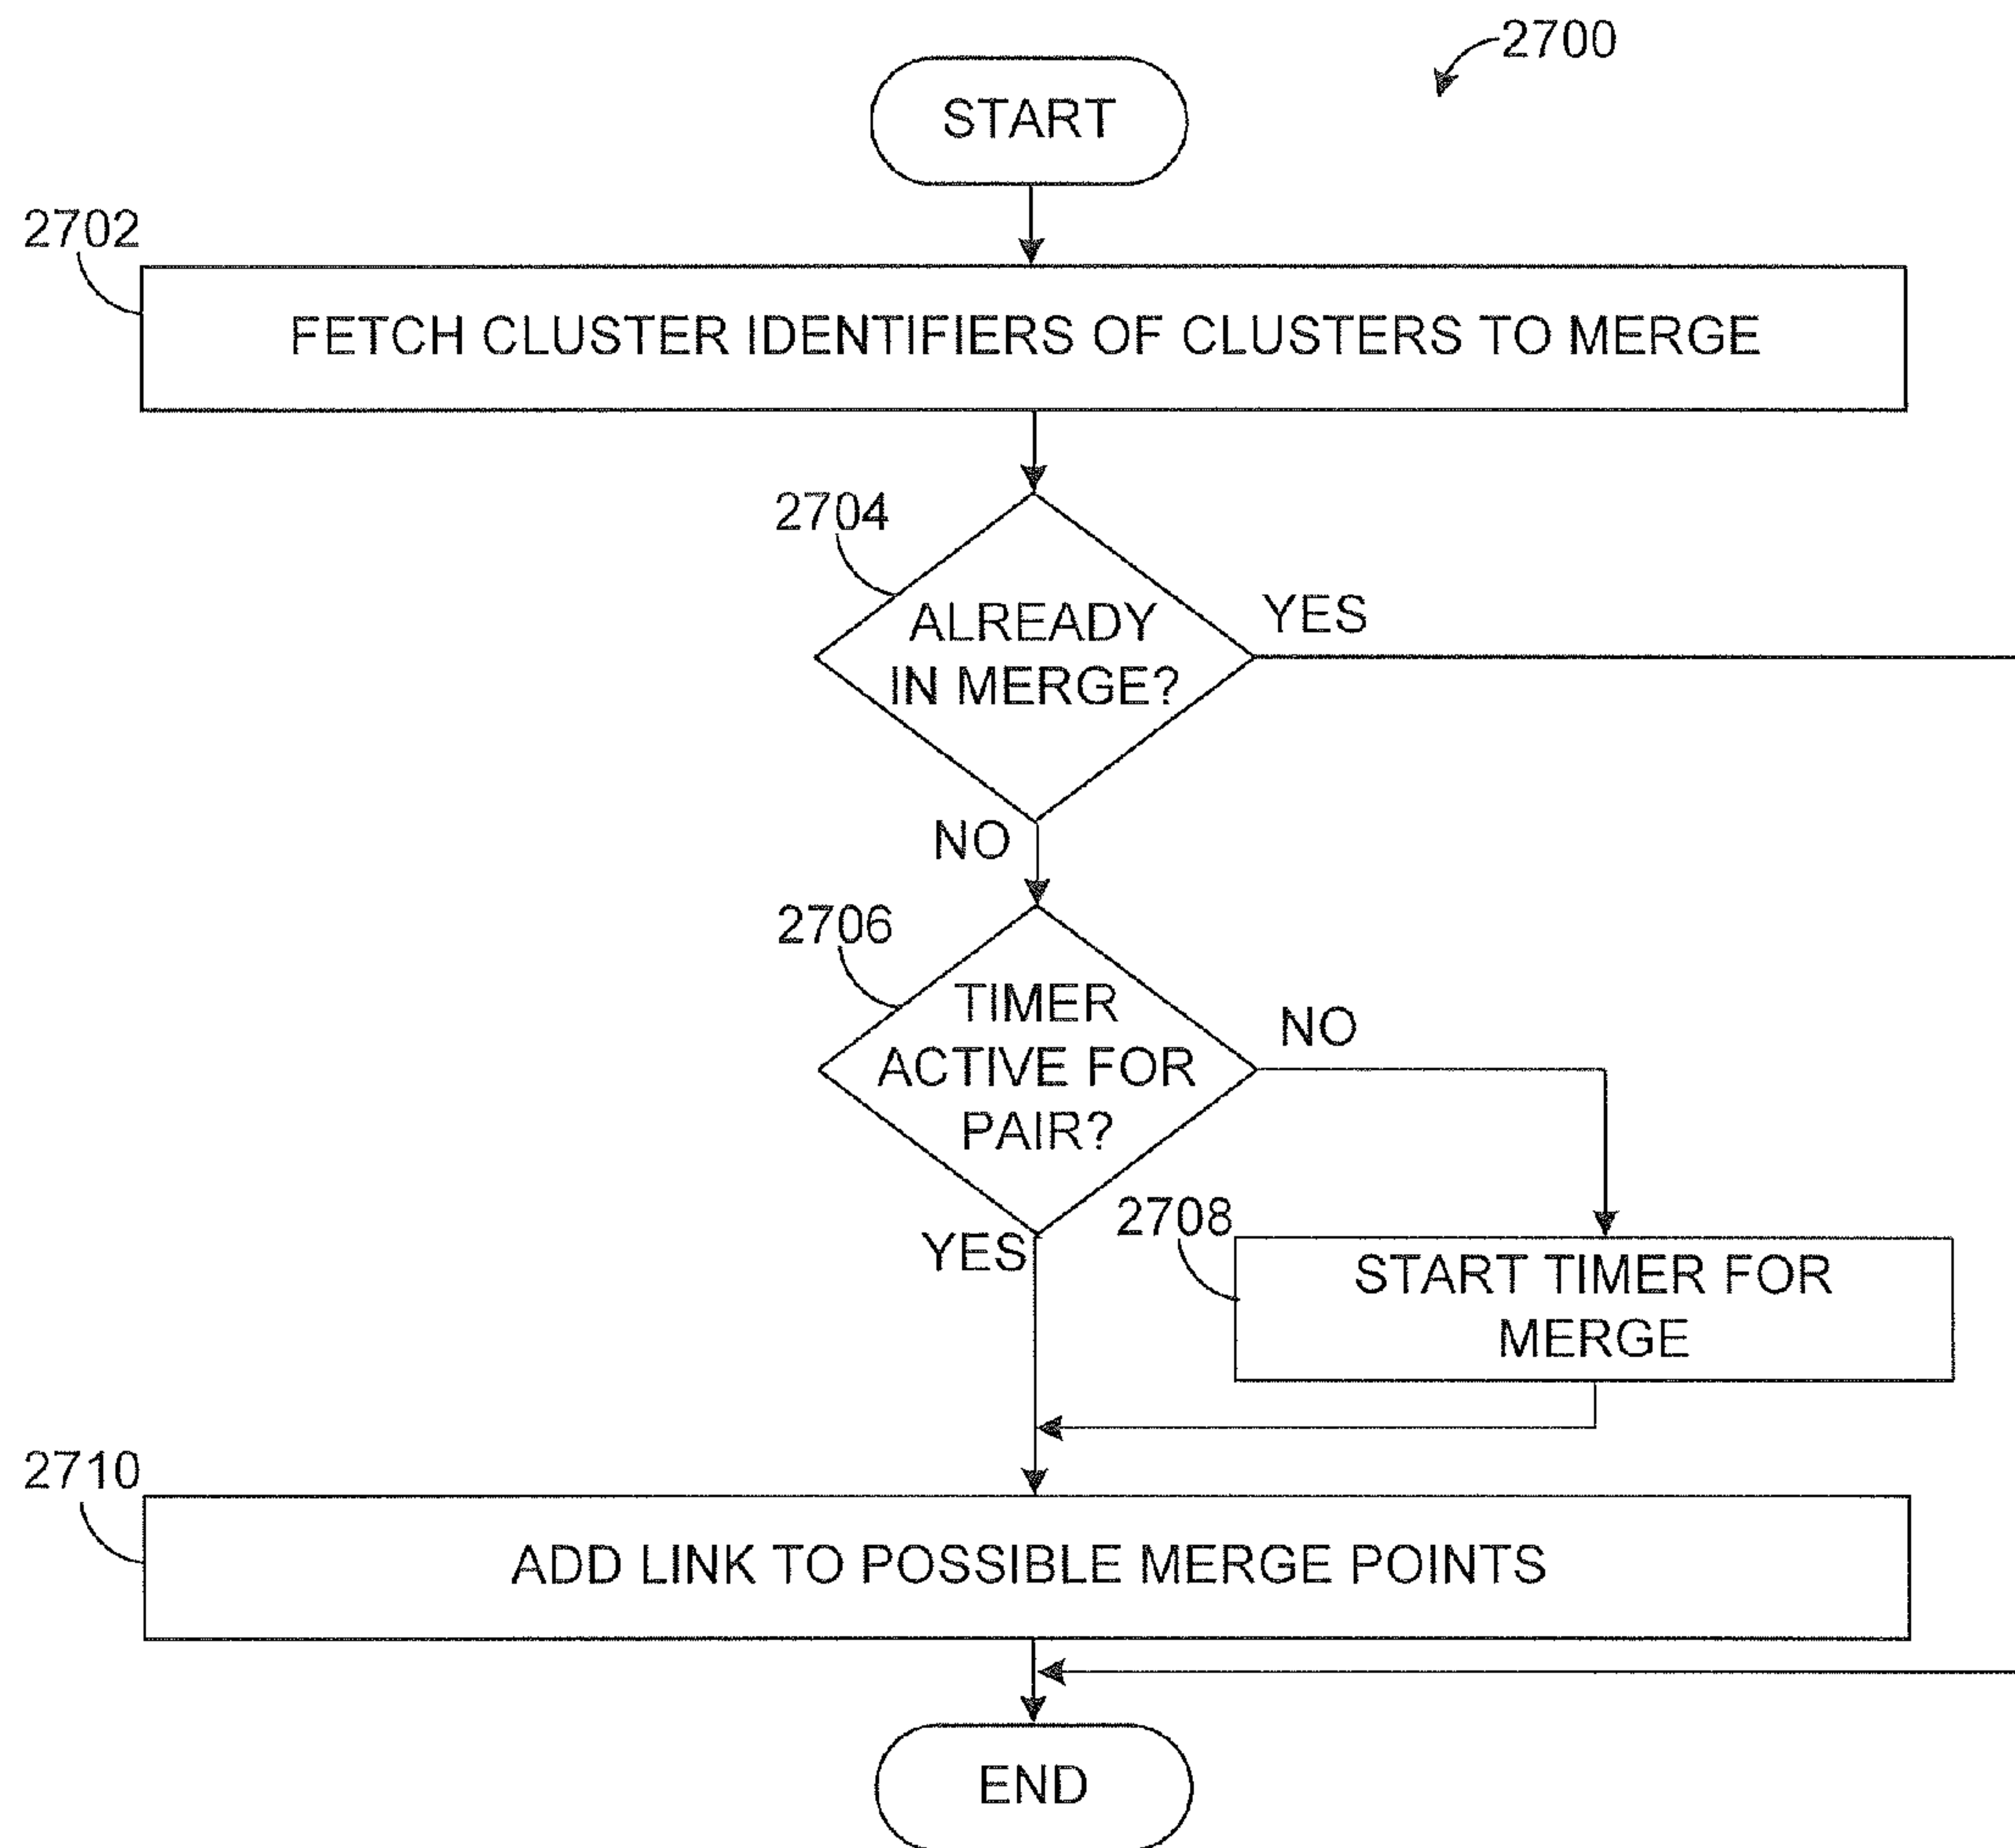 2700
START
2702
FETCH CLUSTER IDENTIFIERS OF CLUSTERS TO MERGE
2704
ALREADY
IN MERGE?
YES
NO
2706
TIMER
ACTIVE FOR
PAIR?
NO
YES
2708
START TIMER FOR
MERGE
2710
ADD LINK TO POSSIBLE MERGE POINTS
END